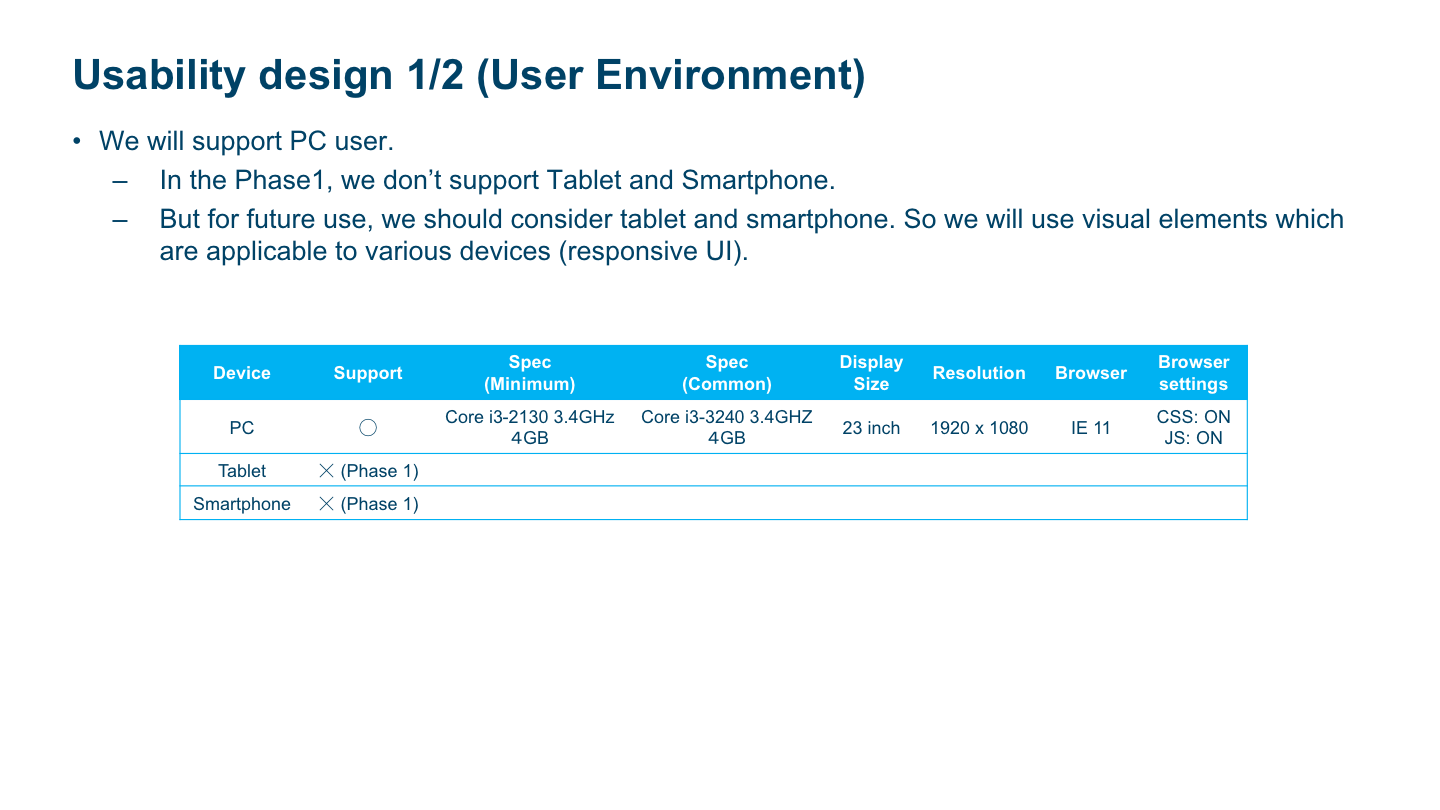 Usability design 1/2 (User Environment)
• We will support PC user.
– In the Phase1, we don’t support Tablet and Smartphone.
– But for future use, we should consider tablet and smartphone. So we will use visual elements which
are applicable to various devices (responsive UI).
Device Support Spec (Minimum) Spec (Common) Display Size Resolution Browser Browser settings
PC ○ Core i3-2130 3.4GHz 4GB Core i3-3240 3.4GHZ 4GB 23 inch 1920 x 1080 IE 11 CSS: ON JS: ON
Tablet × (Phase 1)
Smartphone × (Phase 1)